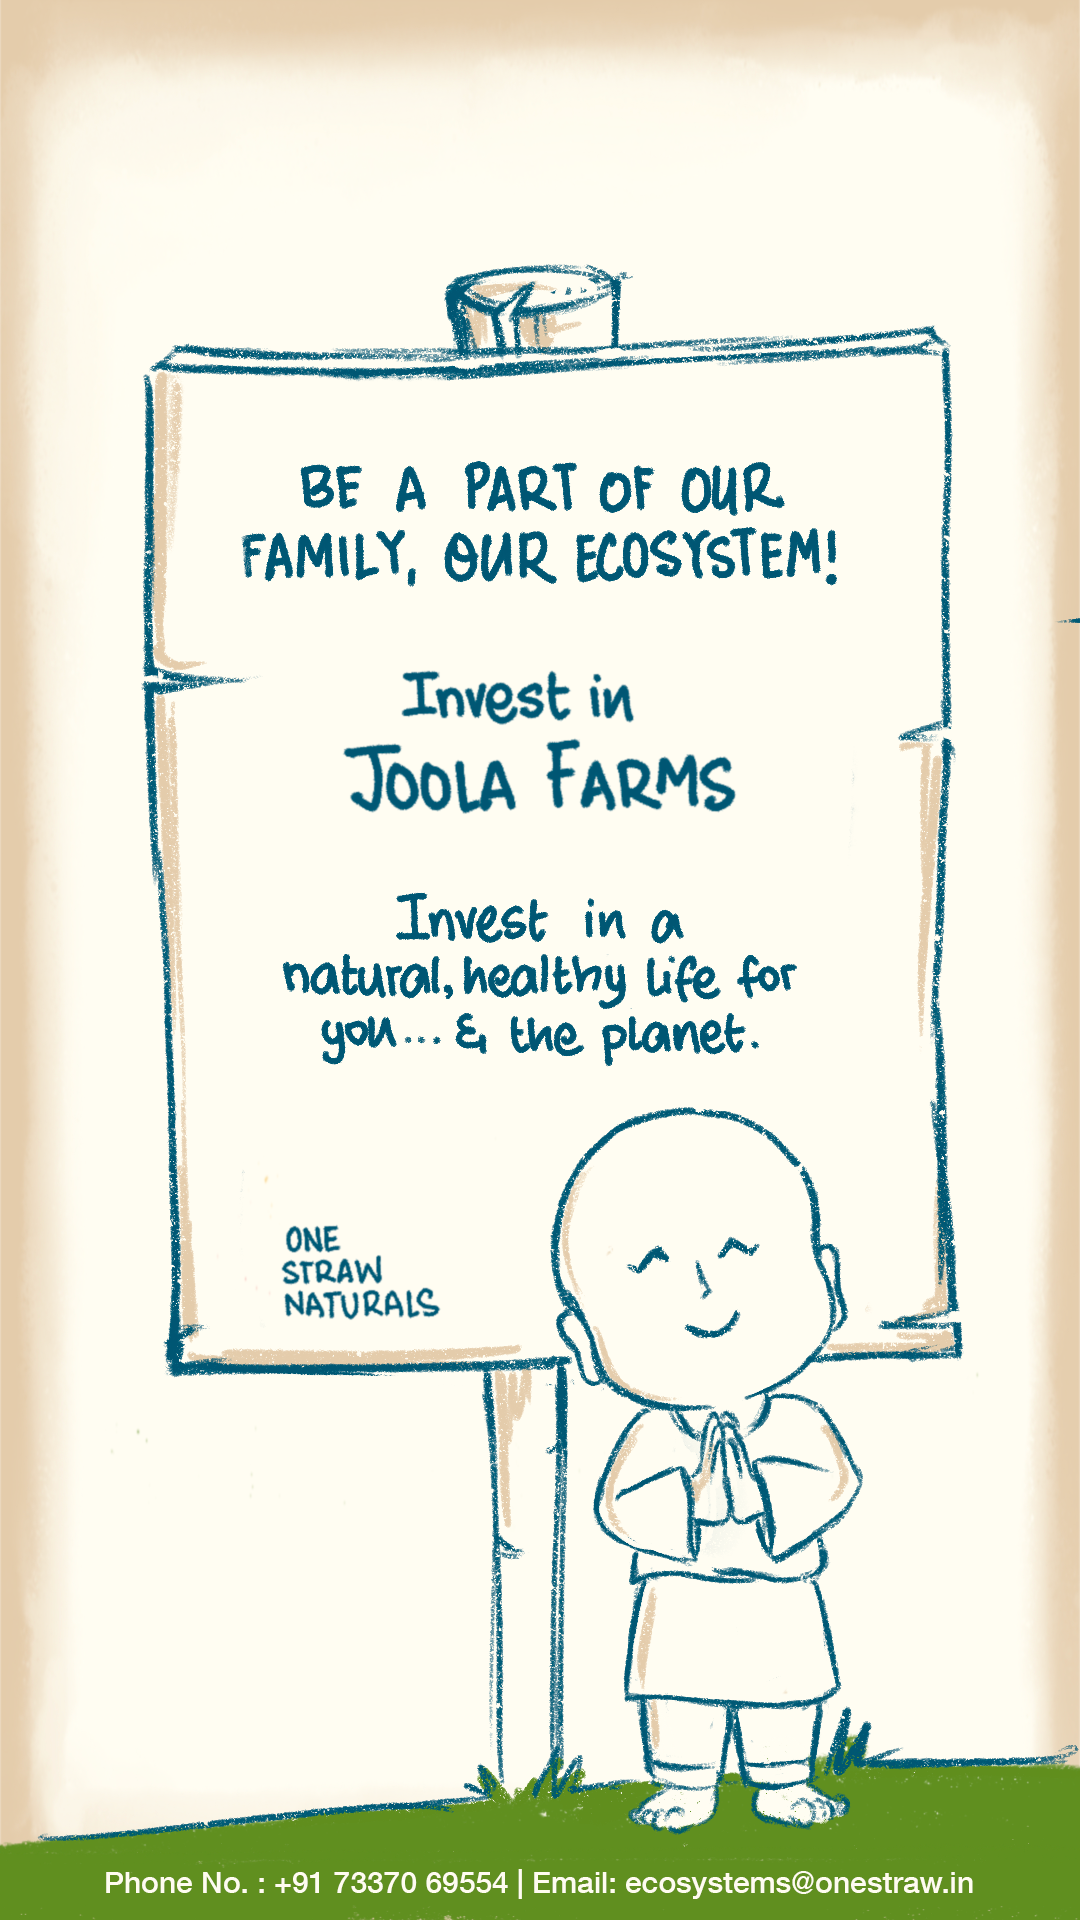 BE A PART OF OUR
FAMILY, OUR ECOSYSTEM!
Invest in
JOOLA FARMS
Invest in a
natural, healthy life for
you... & the planet.
ONE
STRAW
NATURALS
Phone No. : +91 73370 69554 | Email: ecosystems@onestraw.in